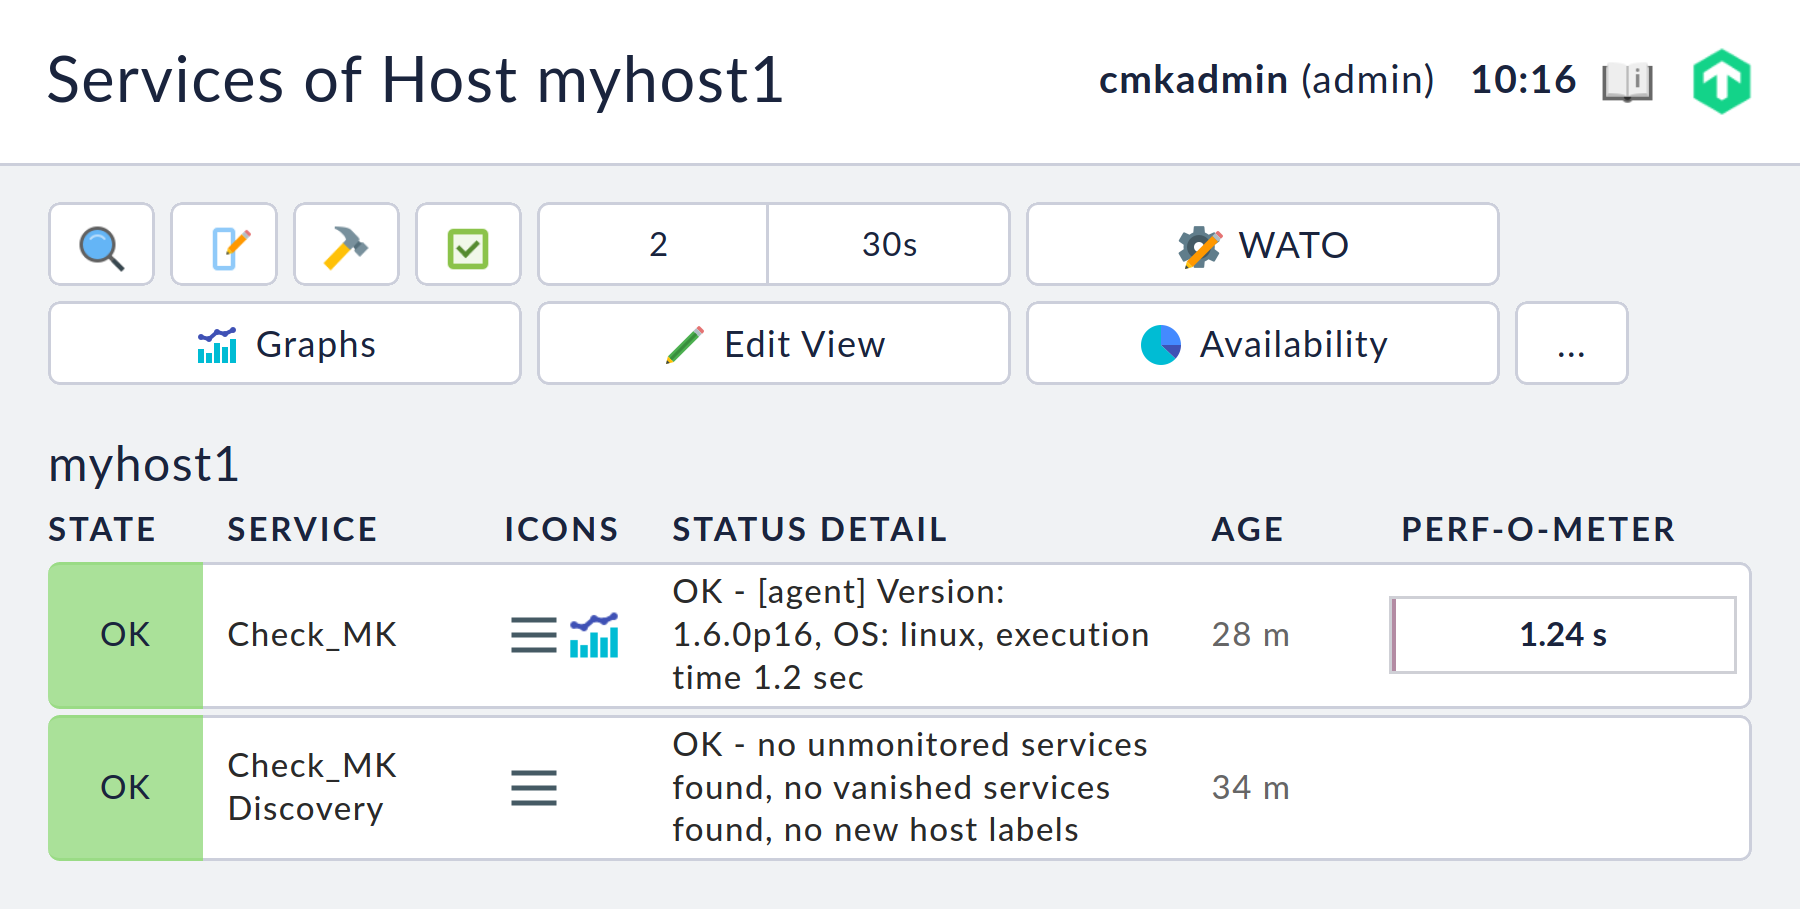 Services of Host myhost1
cmkadmin (admin) 10:16
2 30s WATO
Graphs Edit View Availability ...
myhost1
STATE SERVICE ICONS STATUS DETAIL AGE PERF-O-METER
OK Check_MK
OK - [agent] Version:
1.6.0p16, OS: linux, execution
time 1.2 sec
28 m 1.24 s
OK
Check_MK
Discovery
OK - no unmonitored services
found, no vanished services
found, no new host labels
34 m